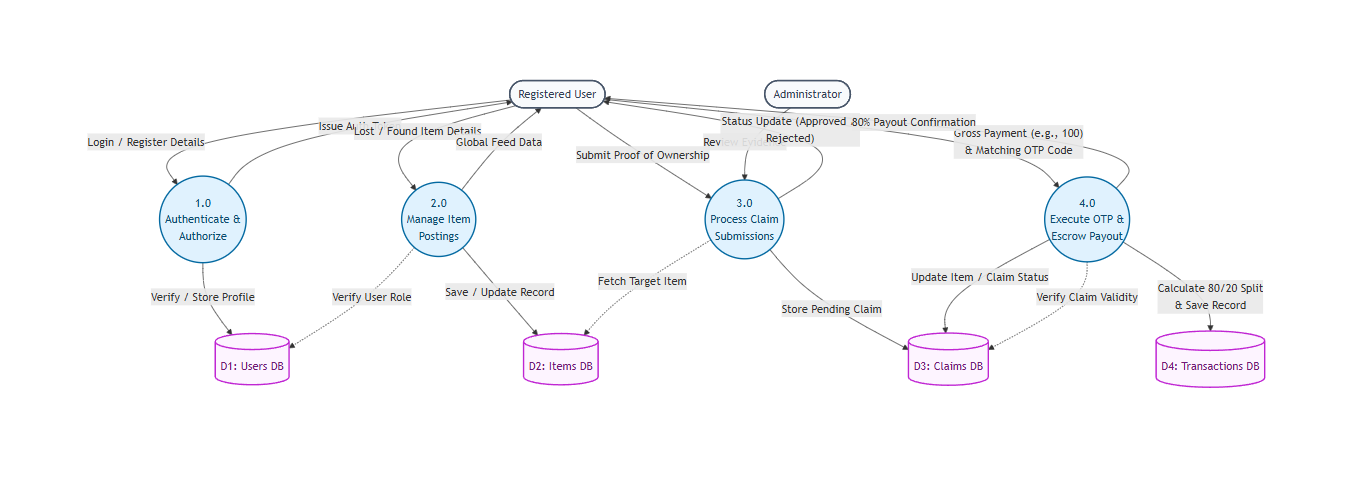 Registered User
Administrator
Login / Register Details
Issue Auth
Lost / Found Item Details
Global Feed Data
Submit Proof of Ownership
Review
Status Update (Approved
Rejected)
80% Payout Confirmation
Gross Payment (e.g., 100)
& Matching OTP Code
1.0
Authenticate &
Authorize
2.0
Manage Item
Postings
3.0
Process Claim
Submissions
4.0
Execute OTP &
Escrow Payout
Verify / Store Profile
Verify User Role
Save / Update Record
Fetch Target Item
Store Pending Claim
Update Item / Claim Status
Verify Claim Validity
Calculate 80/20 Split
& Save Record
D1: Users DB
D2: Items DB
D3: Claims DB
D4: Transactions DB